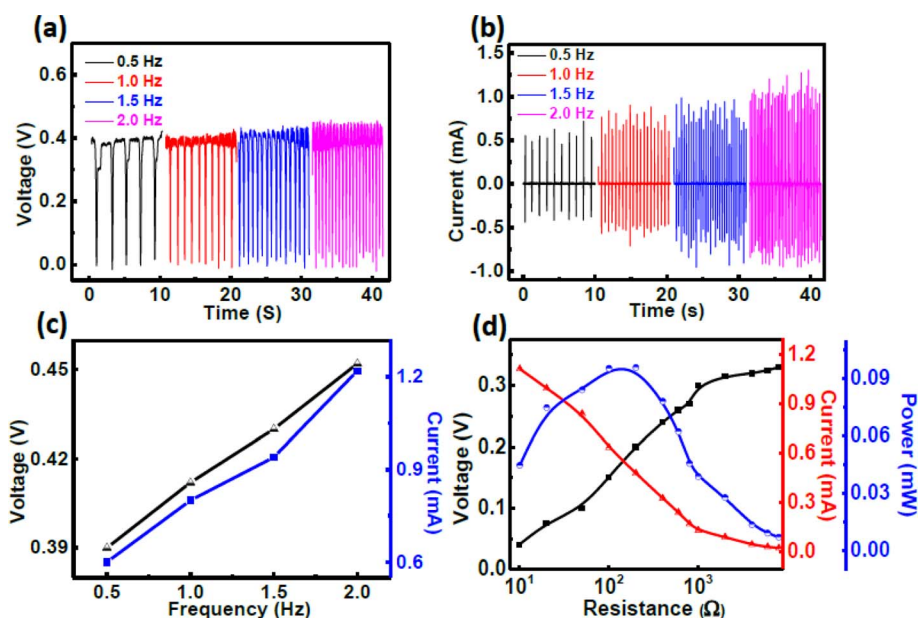 (a)
0.5 Hz
1.0 Hz
1.5 Hz
2.0 Hz
0.6
0.4
0.2
0.0
Voltage (V)
0 10 20 30 40
Time (S)
(b)
0.5 Hz
1.0 Hz
1.5 Hz
2.0 Hz
1.5
1.0
0.5
0.0
-0.5
-1.0
Current (mA)
0 10 20 30 40
Time (s)
(c)
0.45
0.42
0.39
Voltage (V)
1.2
0.9
0.6
Current (mA)
0.5 1.0 1.5 2.0
Frequency (Hz)
(d)
0.3
0.2
0.1
0.0
Voltage (V)
1.2
0.9
0.6
0.3
0.0
Current (mA)
0.09
0.06
0.03
0.00
Power (mW)
10¹ 10² 10³
Resistance (Ω)